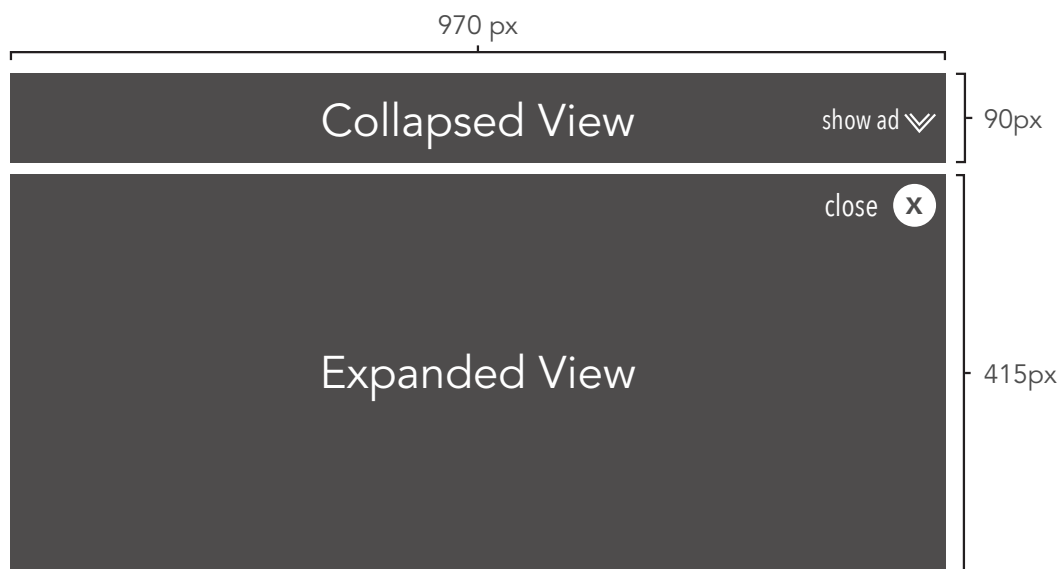 970 px
Collapsed View
show ad
90px
close X
Expanded View
415px